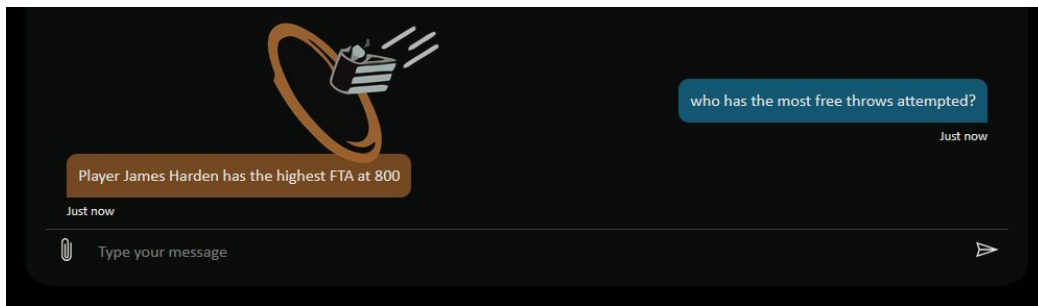 who has the most free throws attempted?
Just now
Player James Harden has the highest FTA at 800
Just now
Type your message